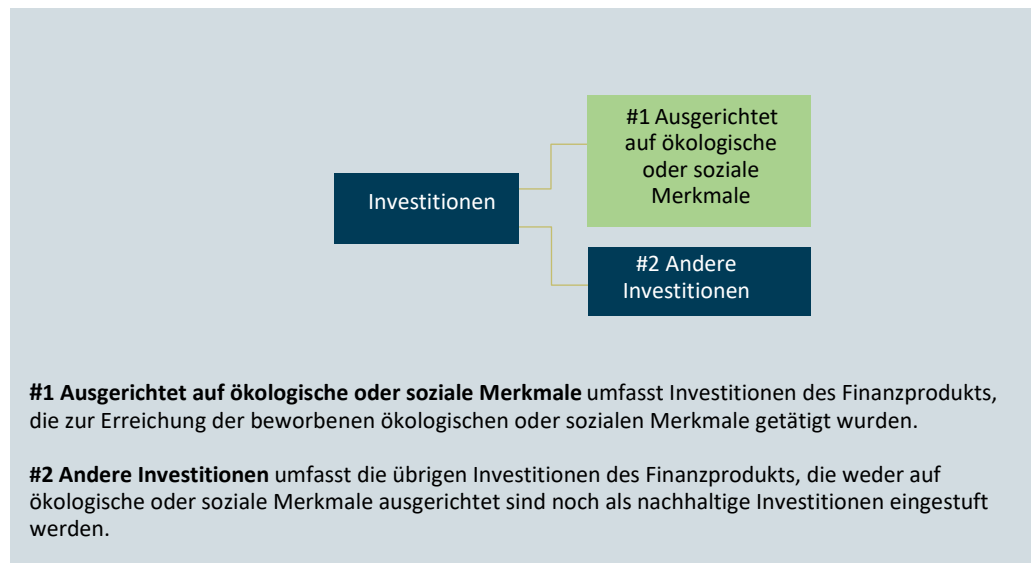 #1 Ausgerichtet
auf ökologische
oder soziale
Merkmale
Investitionen
#2 Andere
Investitionen
#1 Ausgerichtet auf ökologische oder soziale Merkmale umfasst Investitionen des Finanzprodukts,
die zur Erreichung der beworbenen ökologischen oder sozialen Merkmale getätigt wurden.
#2 Andere Investitionen umfasst die übrigen Investitionen des Finanzprodukts, die weder auf
ökologische oder soziale Merkmale ausgerichtet sind noch als nachhaltige Investitionen eingestuft
werden.